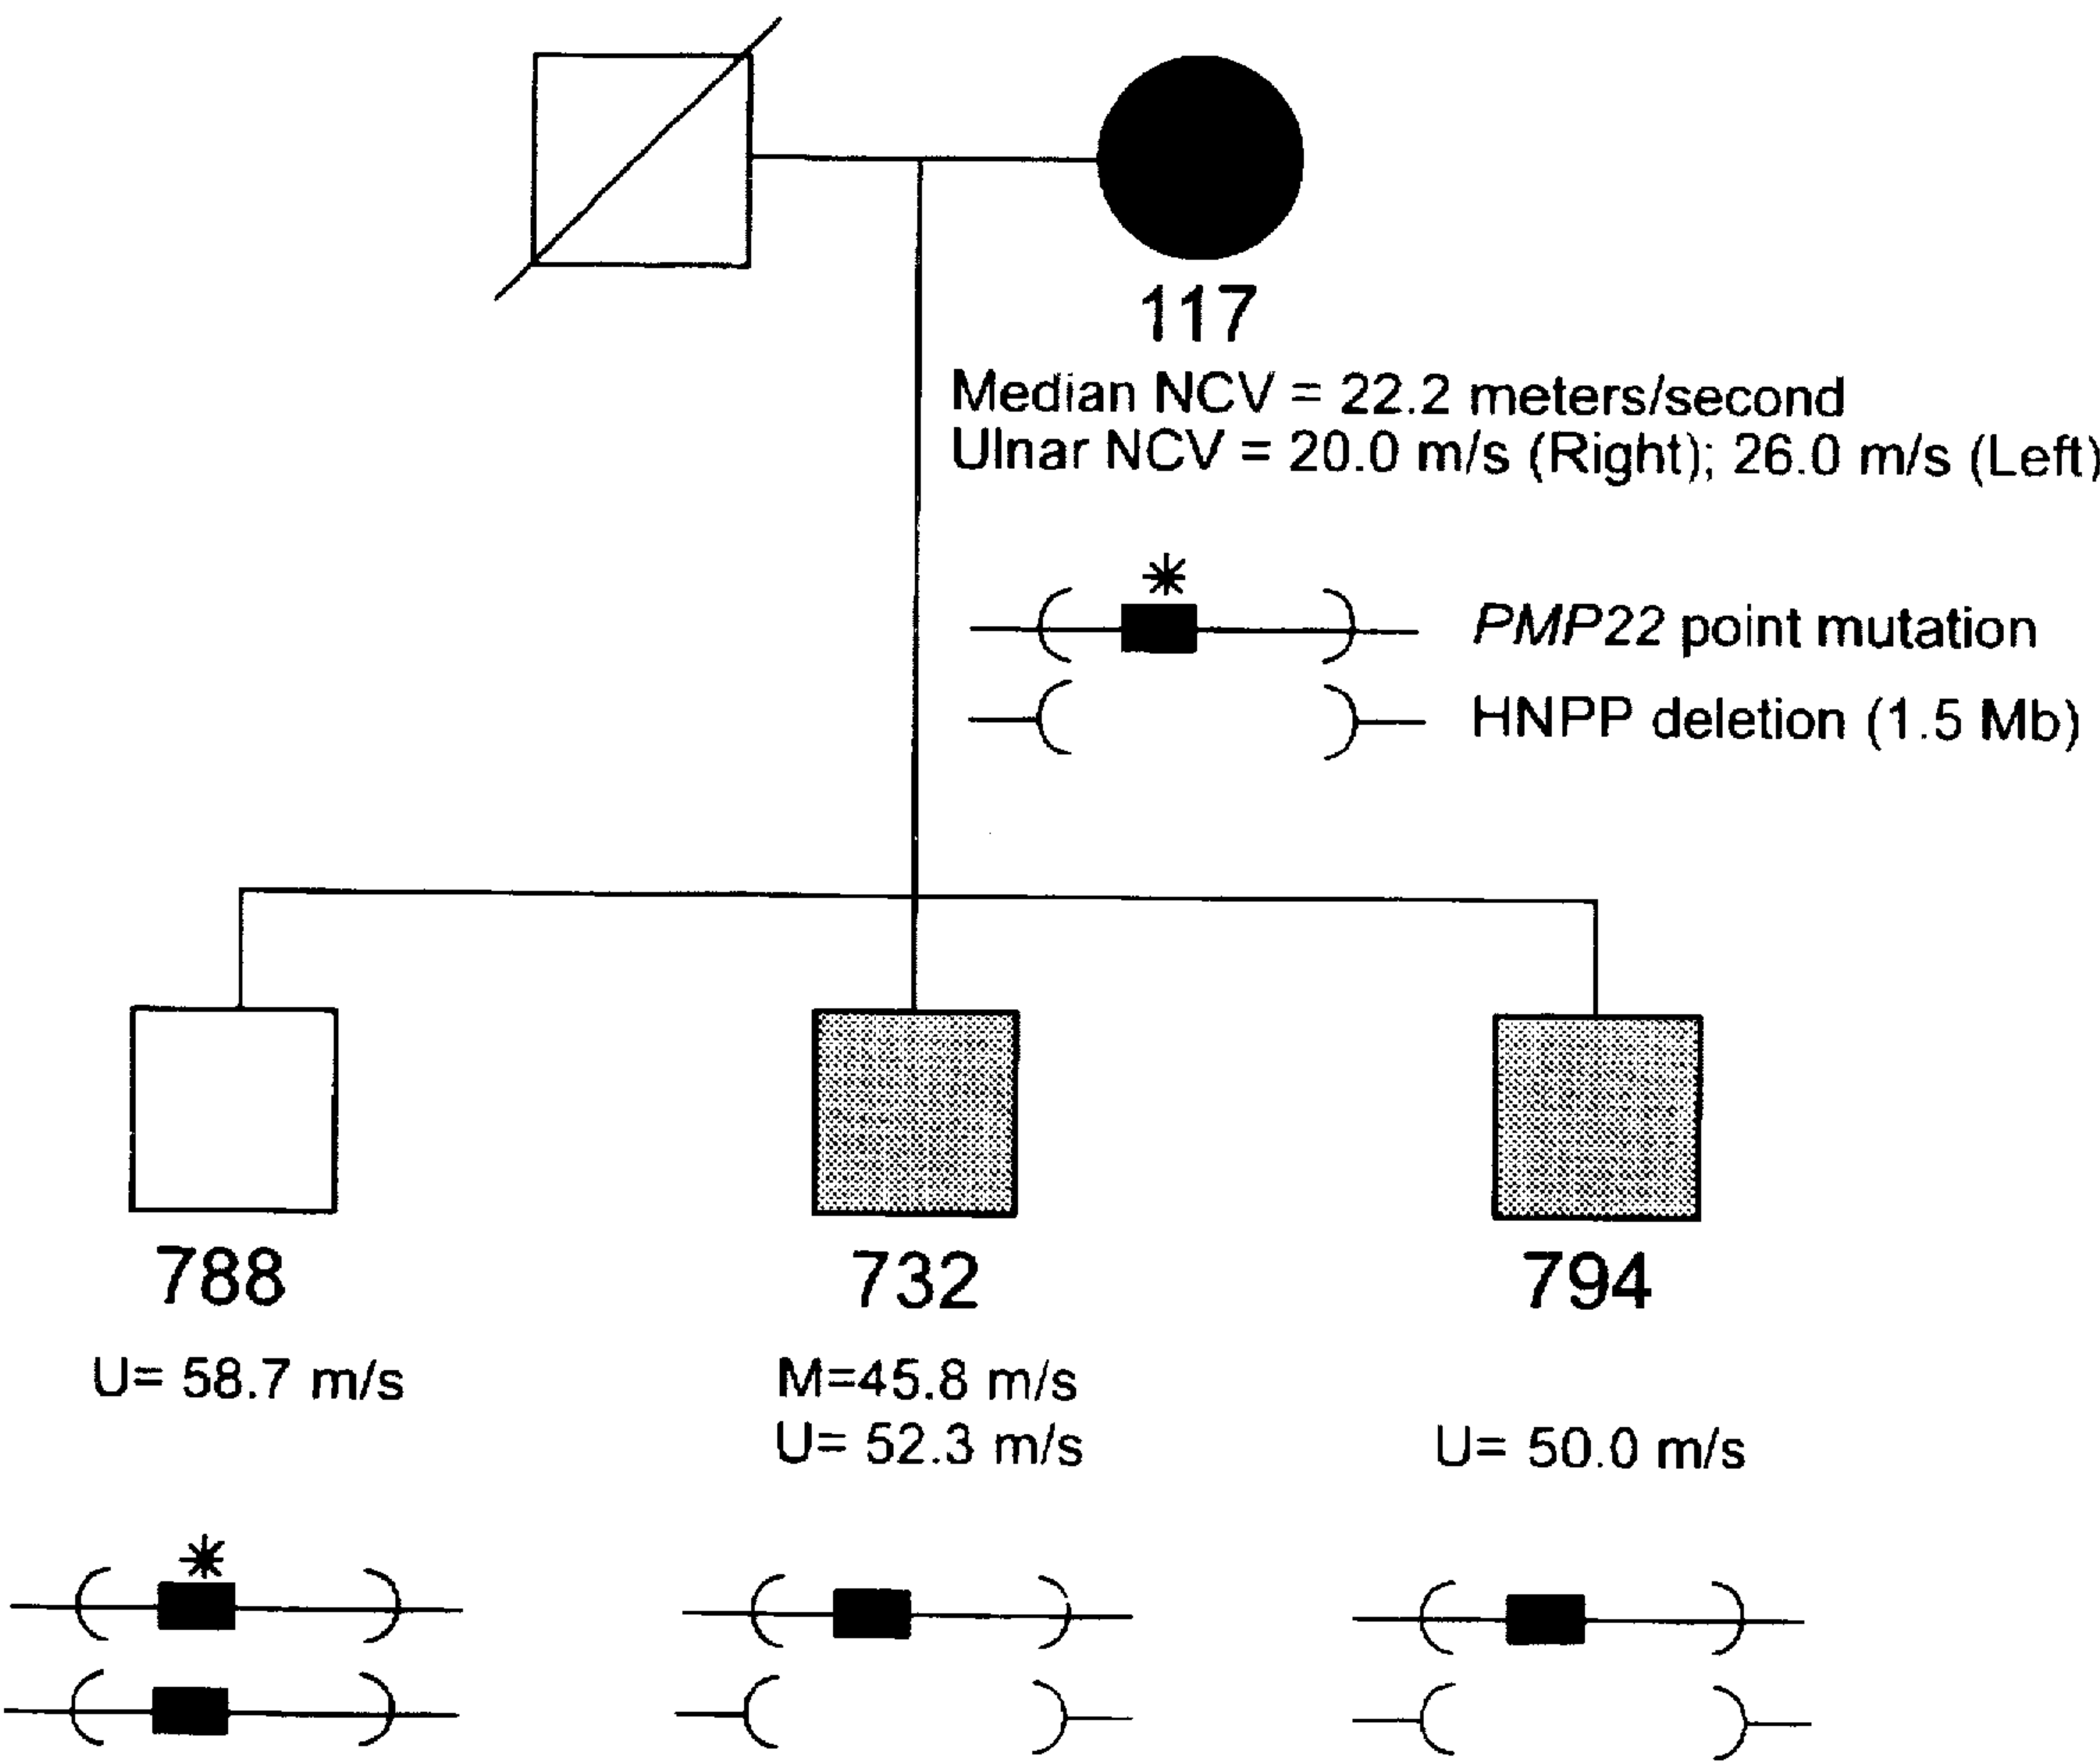 117
Median NCV = 22.2 meters/second
Ulnar NCV = 20.0 m/s (Right); 26.0 m/s (Left)
*
PMP22 point mutation
HNPP deletion (1.5 Mb)
788
732
794
U= 58.7 m/s
M=45.8 m/s
U= 52.3 m/s
U= 50.0 m/s
*